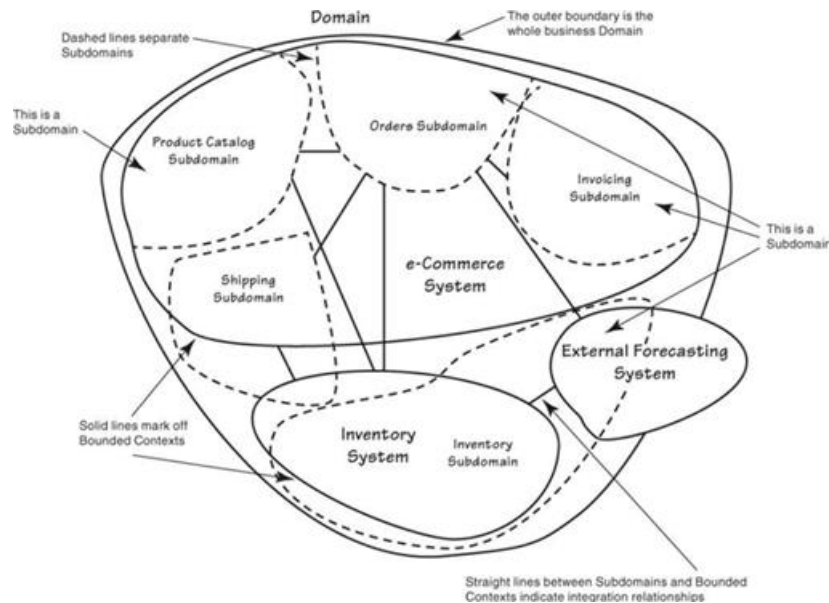 Domain
The outer boundary is the
whole business Domain
Dashed lines separate
Subdomains
This is a
Subdomain
Product Catalog
Subdomain
Orders Subdomain
Invoicing
Subdomain
This is a
Subdomain
e-Commerce
System
Shipping
Subdomain
External Forecasting
System
Solid lines mark off
Bounded Contexts
Inventory
System
Inventory
Subdomain
Straight lines between Subdomains and Bounded
Contexts indicate integration relationships